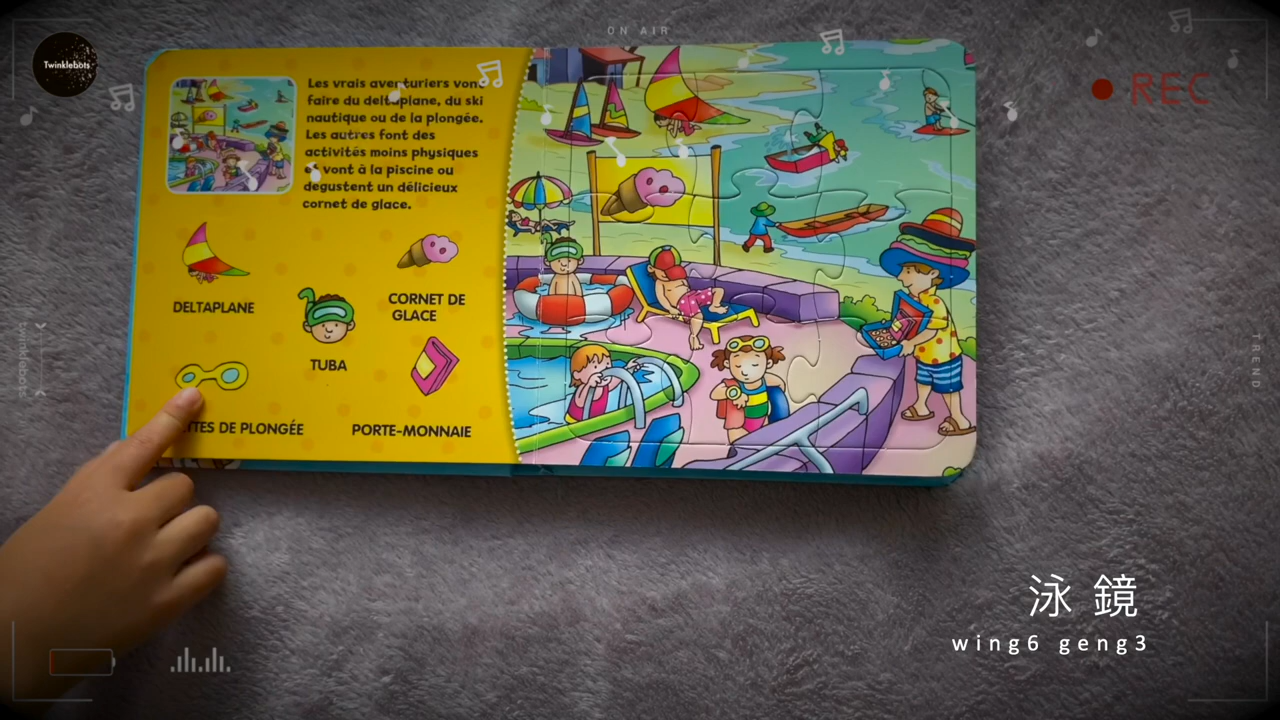 ON AIR
Twinklebots
REC
Les vrais aventuriers vont
faire du deltaplane, du ski
nautique ou de la plongée.
Les autres font des
activités moins physiques
et vont à la piscine ou
degustent un délicieux
cornet de glace.
DELTAPLANE
CORNET DE
GLACE
TUBA
TES DE PLONGÉE
PORTE-MONNAIE
TREND
泳鏡
wing6 geng3